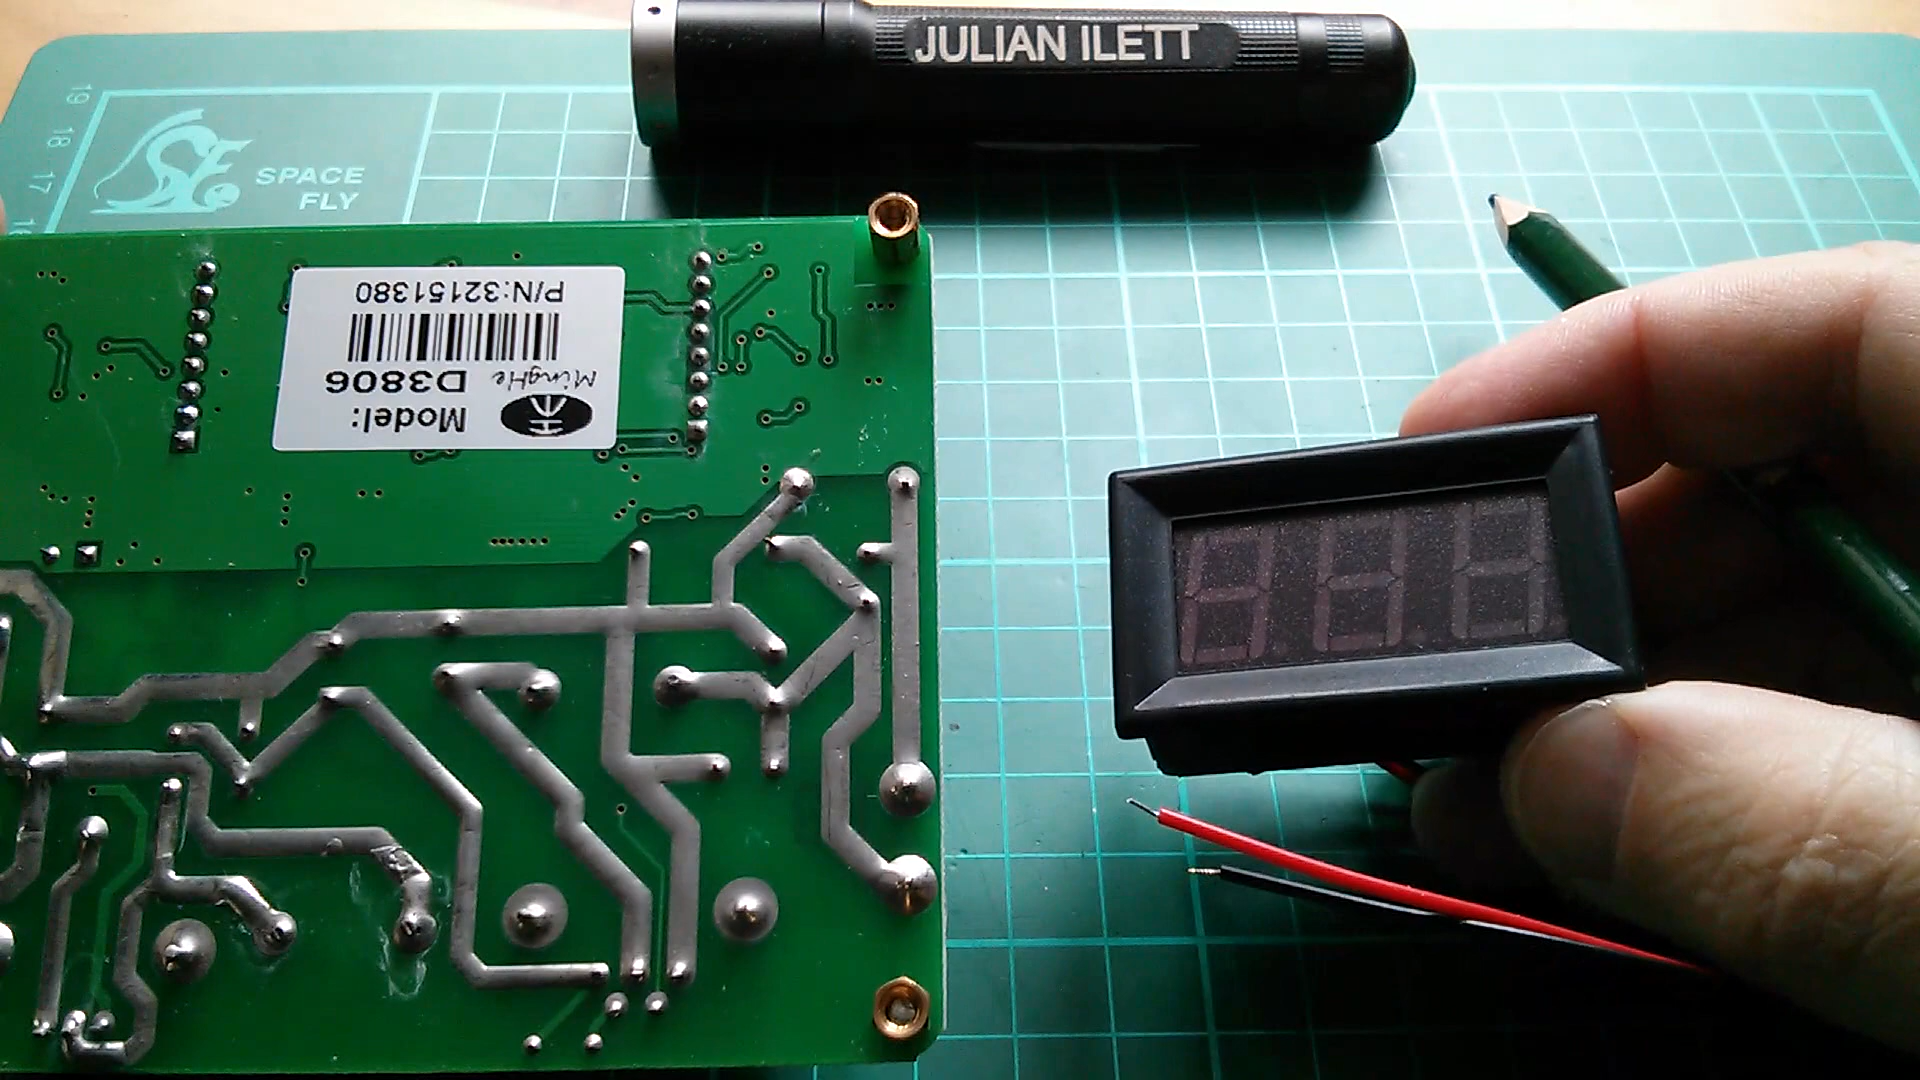 JULIAN ILETT
19
18
17
SPACE
FLY
Model:
D3806
MingHe
P/N:32151380